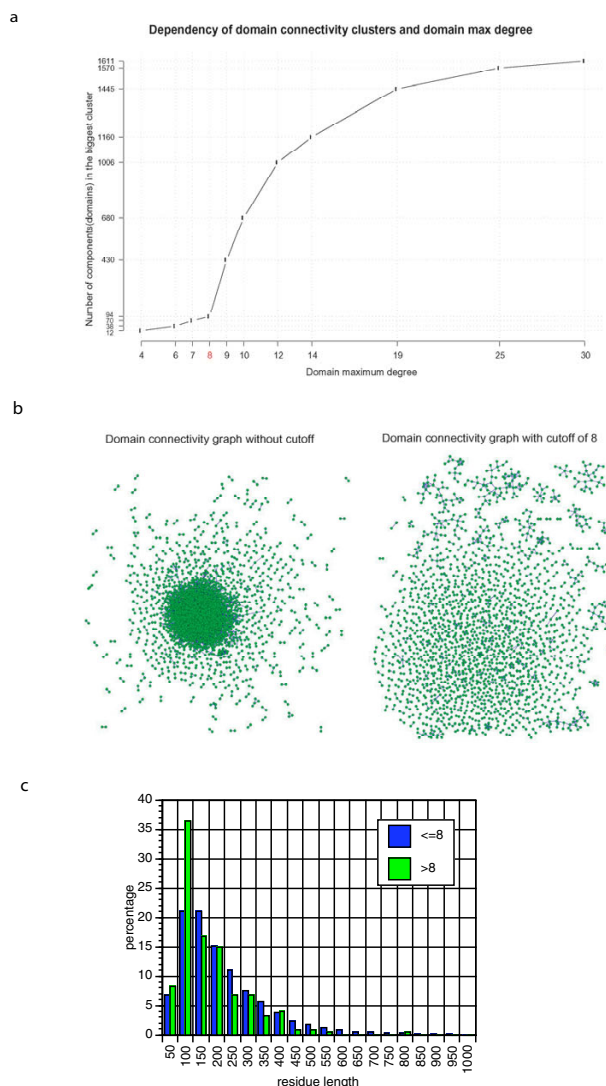 a
Dependency of domain connectivity clusters and domain max degree
Number of components(domains) in the biggest cluster
1611
1570
1445
1160
1006
680
430
94
70
38
12
4 6 7 8 9 10 12 14 19 25 30
Domain maximum degree
b
Domain connectivity graph without cutoff
Domain connectivity graph with cutoff of 8
c
percentage
40
35
30
25
20
15
10
5
0
<=8
>8
50 100 150 200 250 300 350 400 450 500 550 600 650 700 750 800 850 900 950 1000
residue length